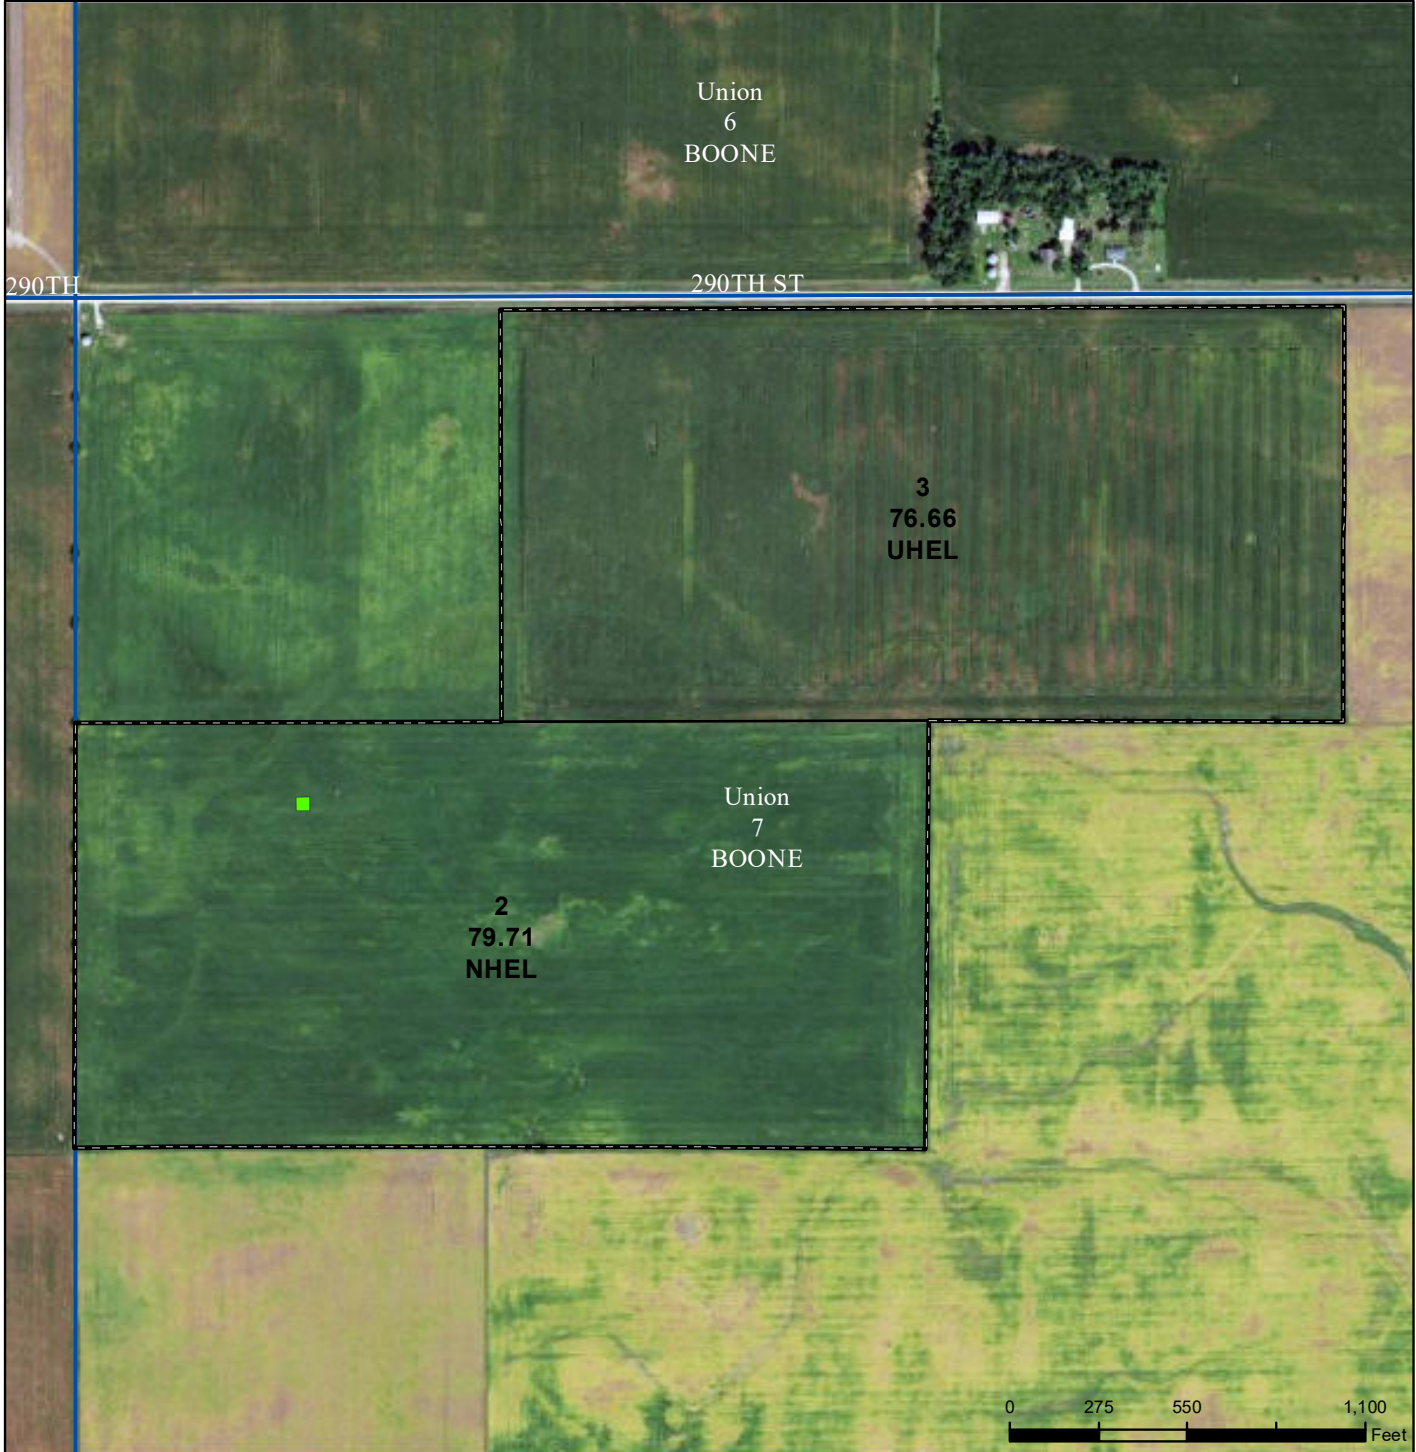 Union
6
BOONE
290TH
290TH ST
3
76.66
UHEL
Union
7
BOONE
2
79.71
NHEL
0 275 550 1,100
Feet